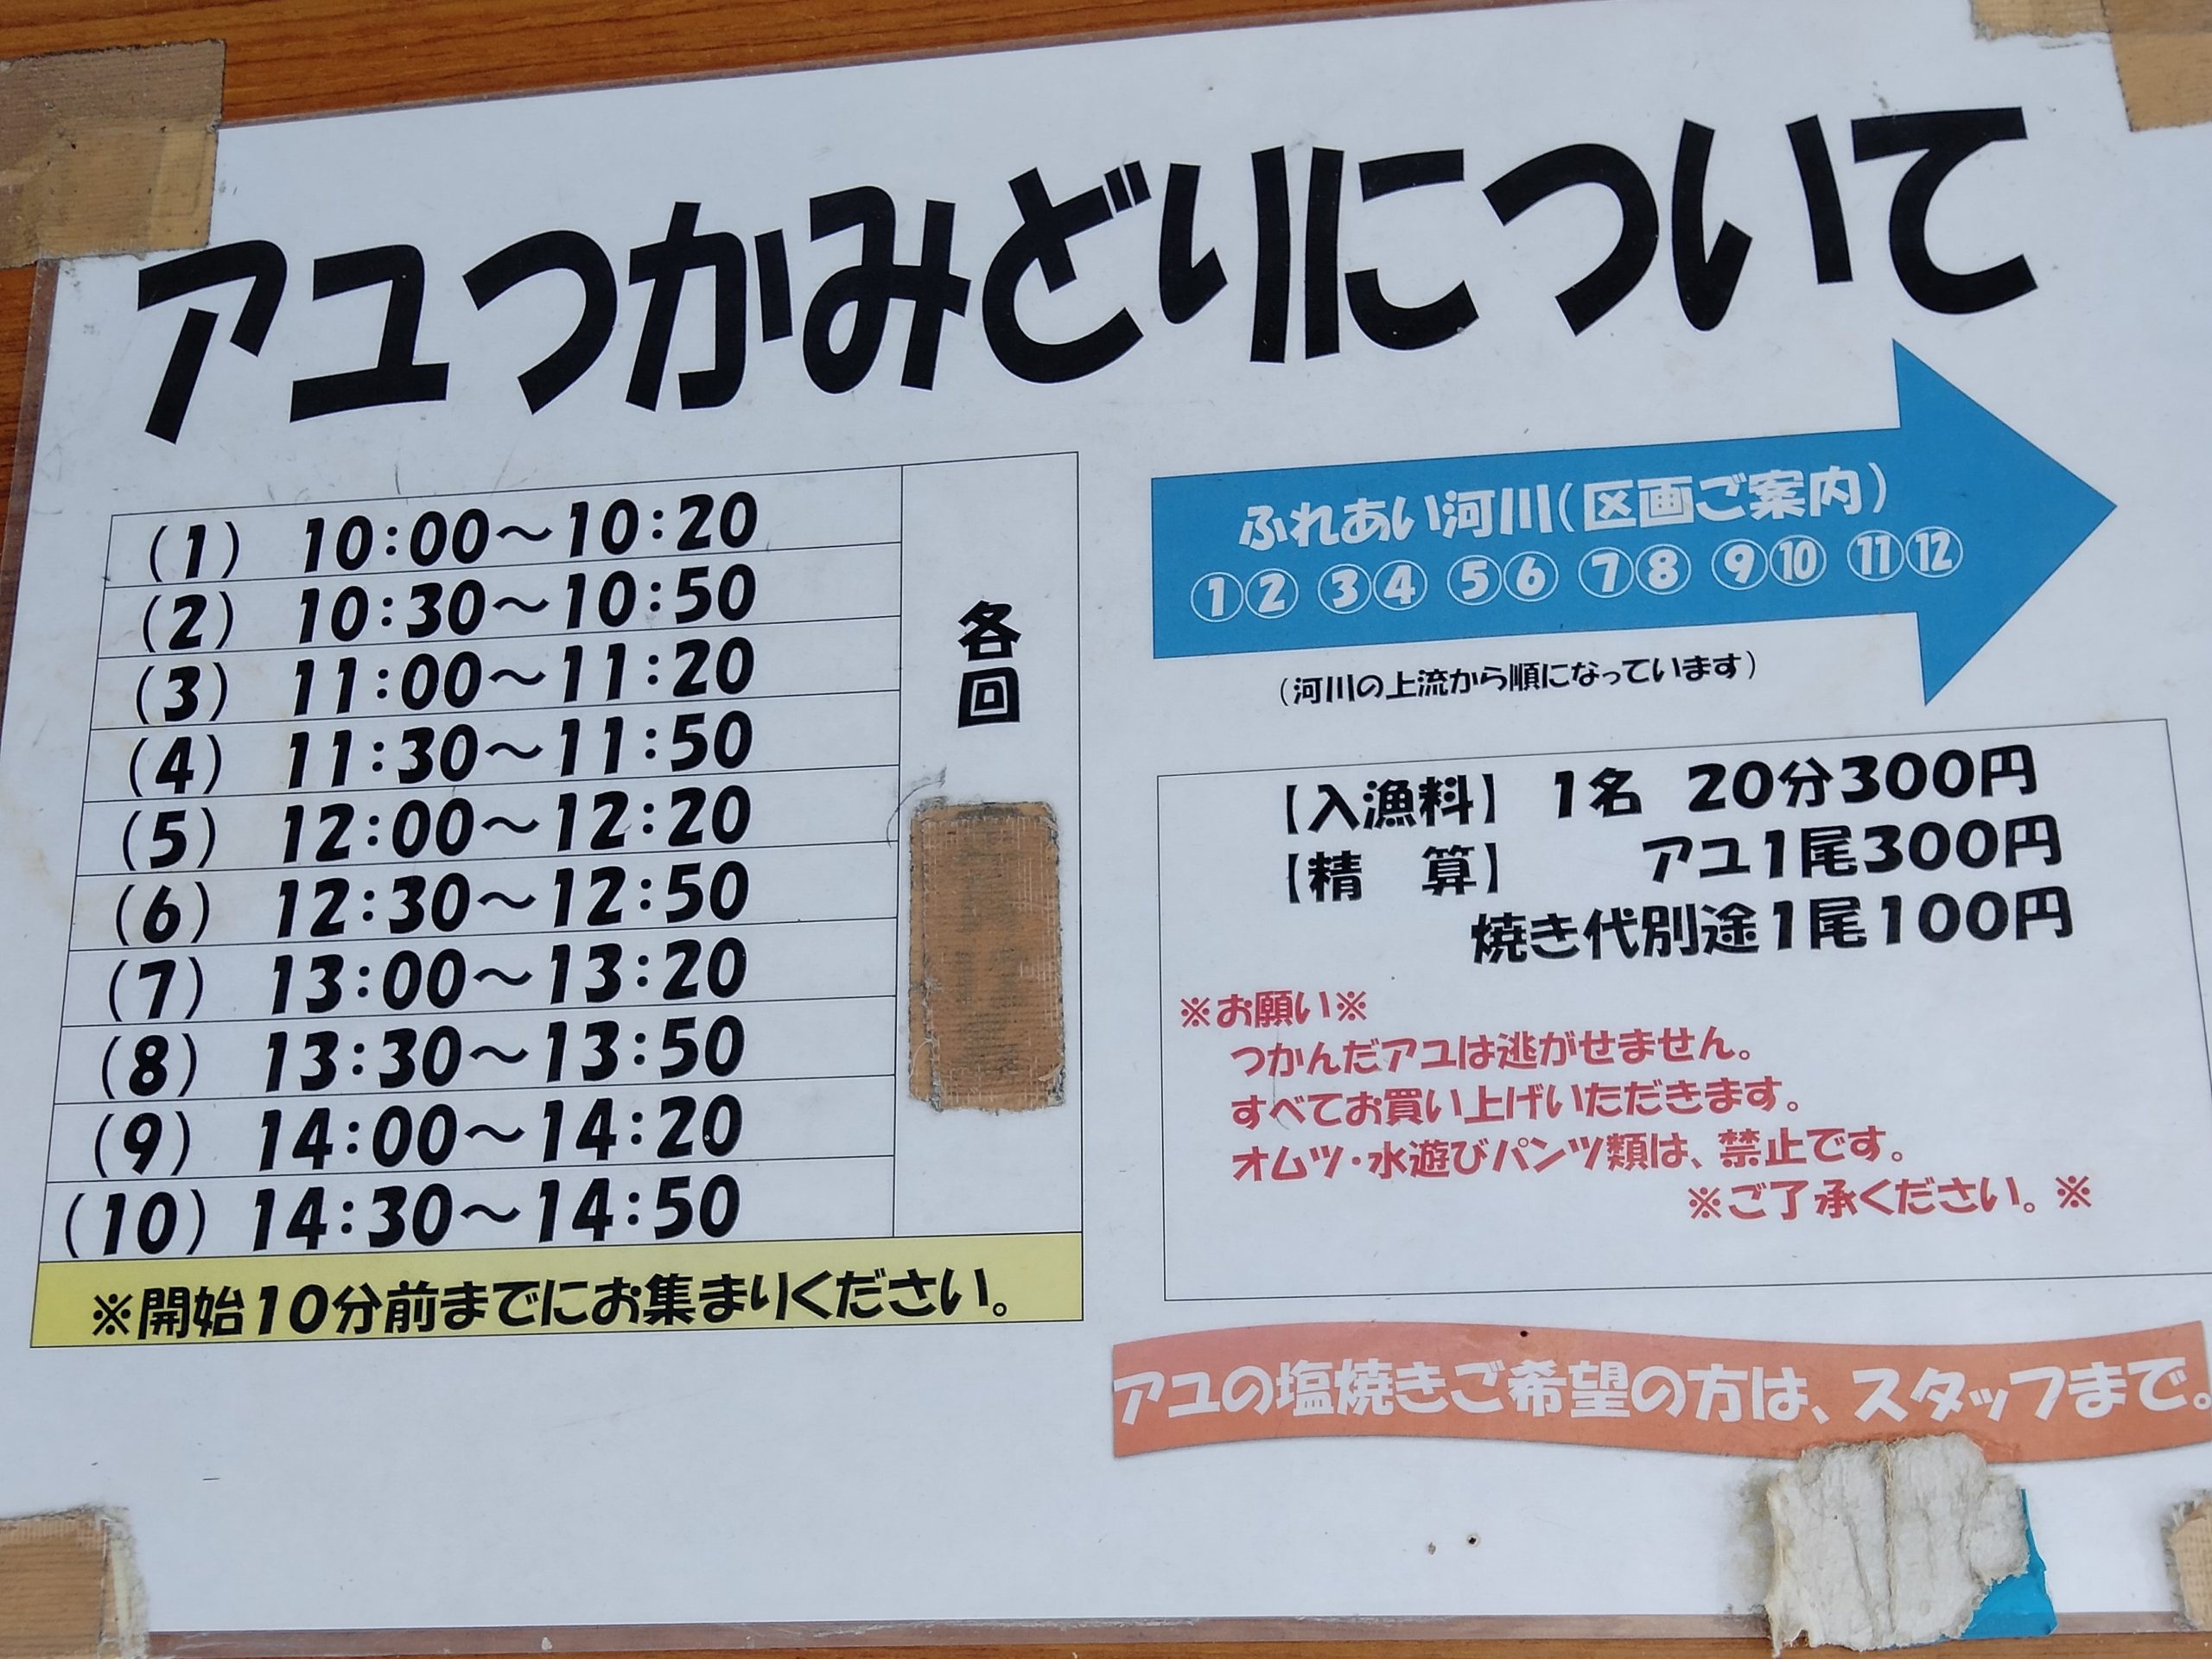 アユつかみどりについて
(1) 10:00～10:20
(2) 10:30～10:50
(3) 11:00～11:20
(4) 11:30～11:50
(5) 12:00～12:20
(6) 12:30～12:50
(7) 13:00～13:20
(8) 13:30～13:50
(9) 14:00～14:20
(10) 14:30～14:50
各回
※開始10分前までにお集まりください。
ふれあい河川(区画ご案内)
①② ③④ ⑤⑥ ⑦⑧ ⑨⑩ ⑪⑫
(河川の上流から順になっています)
【入漁料】 1名 20分300円
【精　算】 アユ1尾300円
焼き代別途1尾100円
※お願い※
つかんだアユは逃がせません。
すべてお買い上げいただきます。
オムツ・水遊びパンツ類は、禁止です。
※ご了承ください。※
アユの塩焼きご希望の方は、スタッフまで。